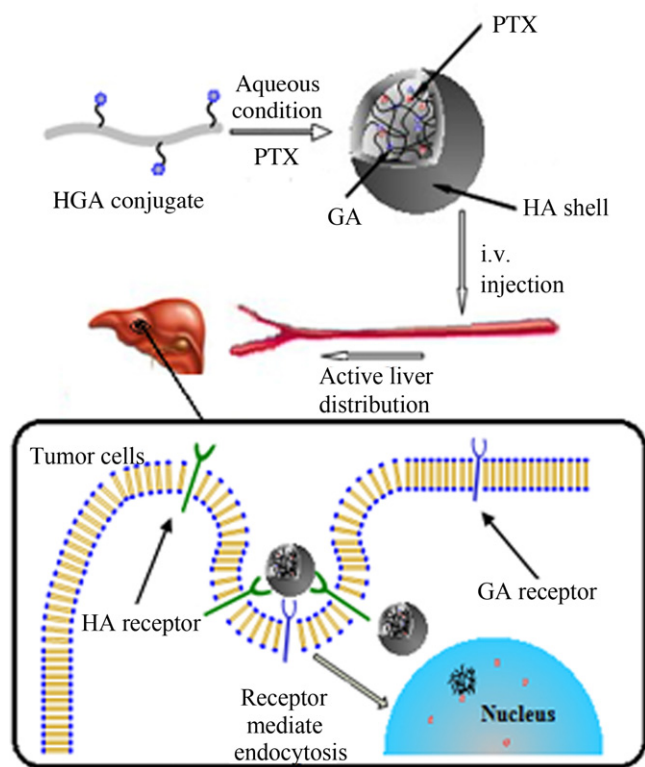 PTX
Aqueous
condition
PTX
HGA conjugate
GA
HA shell
i.v.
injection
Active liver
distribution
Tumor cells
HA receptor
GA receptor
Receptor
mediate
endocytosis
Nucleus